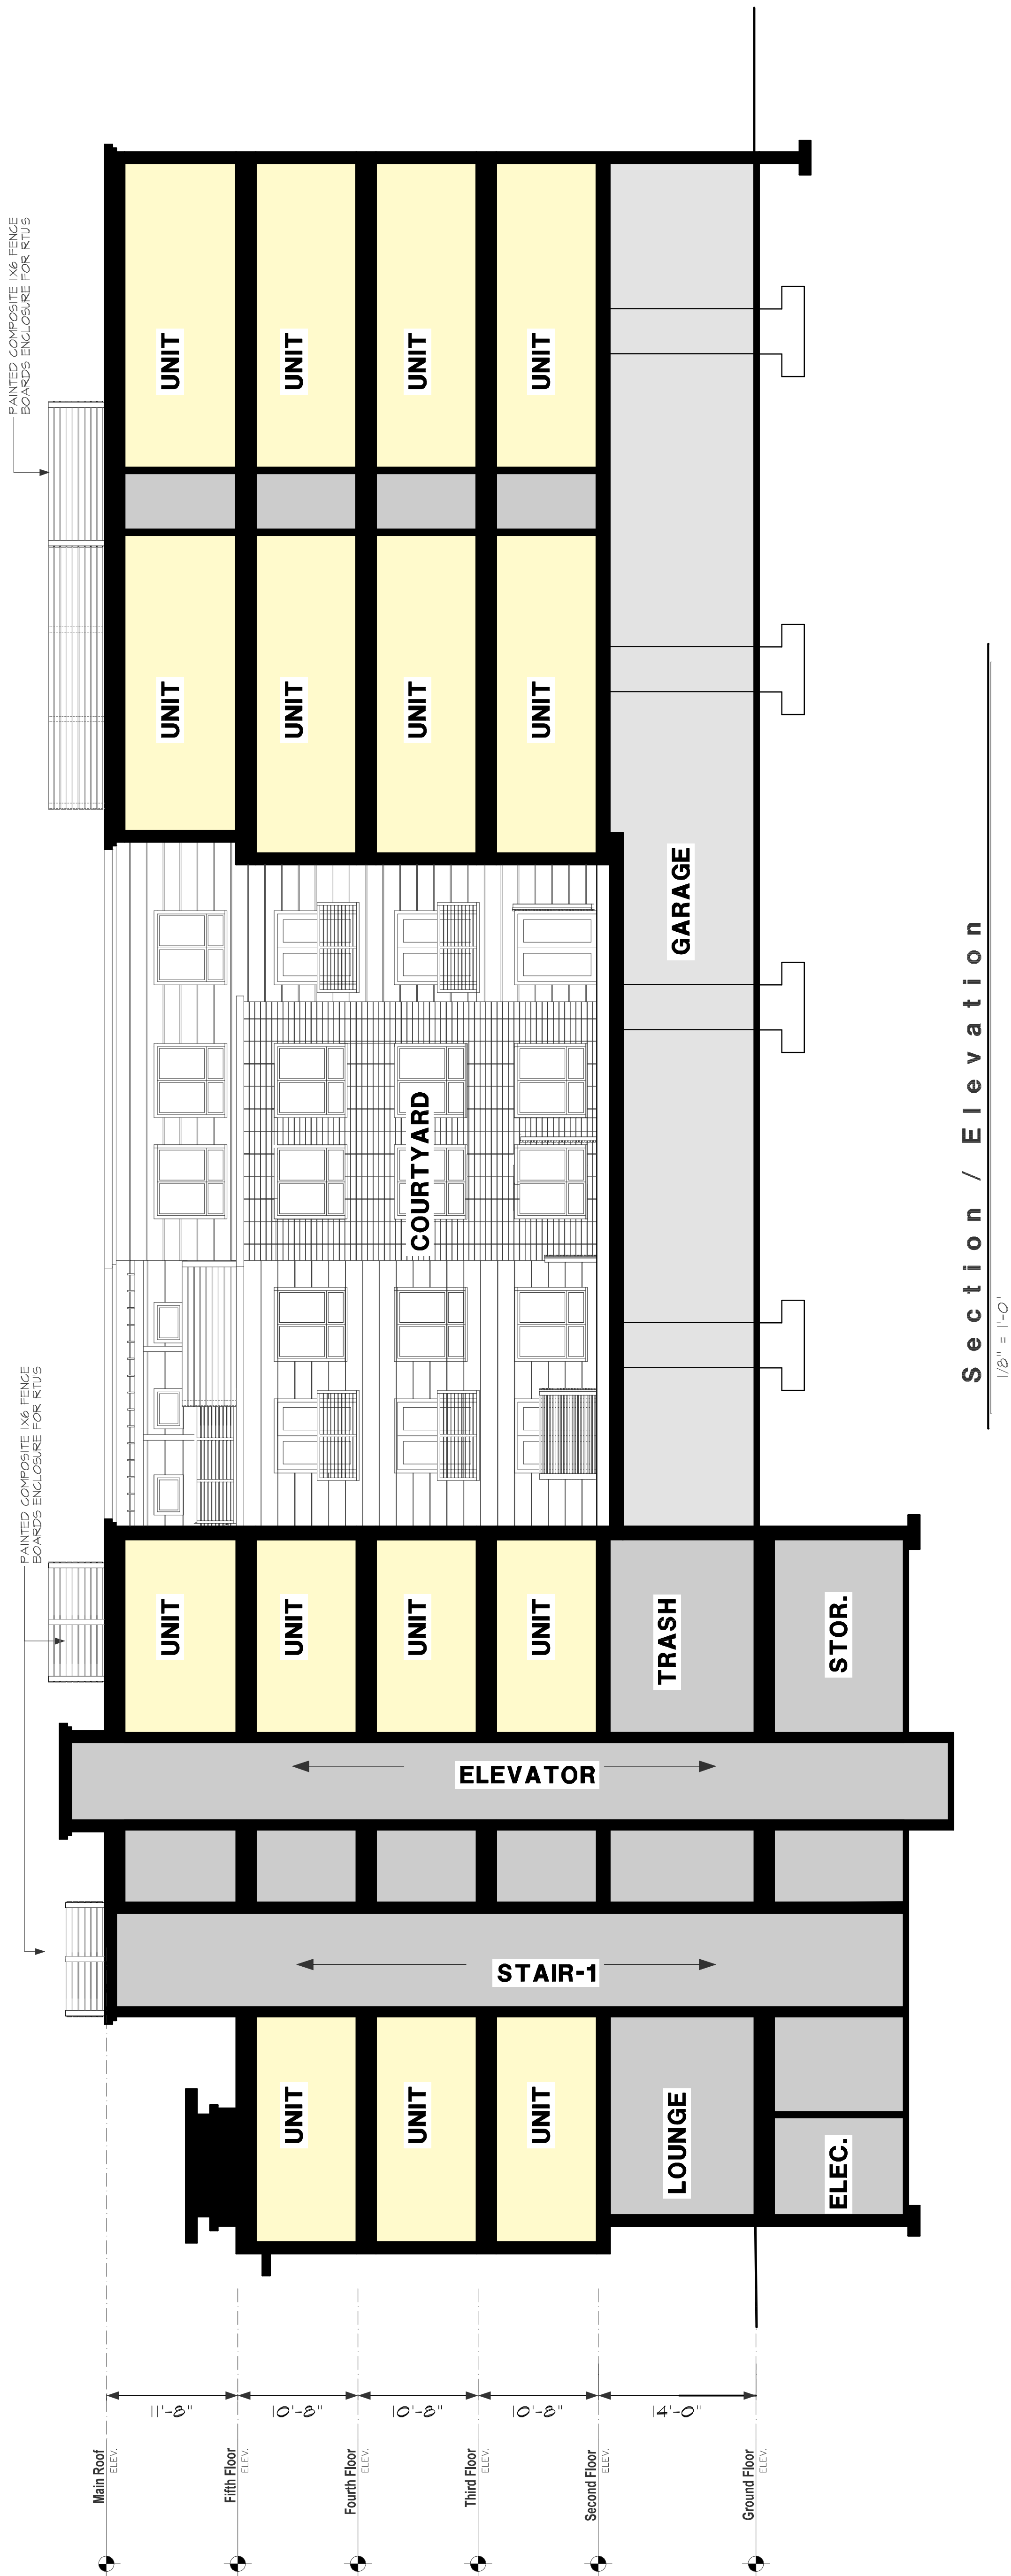 PAINTED COMPOSITE 1X6 FENCE
BOARDS ENCLOSURE FOR RTU'S
PAINTED COMPOSITE 1X6 FENCE
BOARDS ENCLOSURE FOR RTU'S
Main Roof
ELEV.
11'-8"
UNIT
UNIT
UNIT
Fifth Floor
ELEV.
10'-8"
UNIT
UNIT
UNIT
UNIT
Fourth Floor
ELEV.
10'-8"
UNIT
UNIT
COURTYARD
UNIT
UNIT
Third Floor
ELEV.
10'-8"
UNIT
STAIR-1
ELEVATOR
UNIT
UNIT
UNIT
Second Floor
ELEV.
14'-0"
LOUNGE
TRASH
GARAGE
Ground Floor
ELEV.
ELEC.
STOR.
Section / Elevation
1/8" = 1'-0"